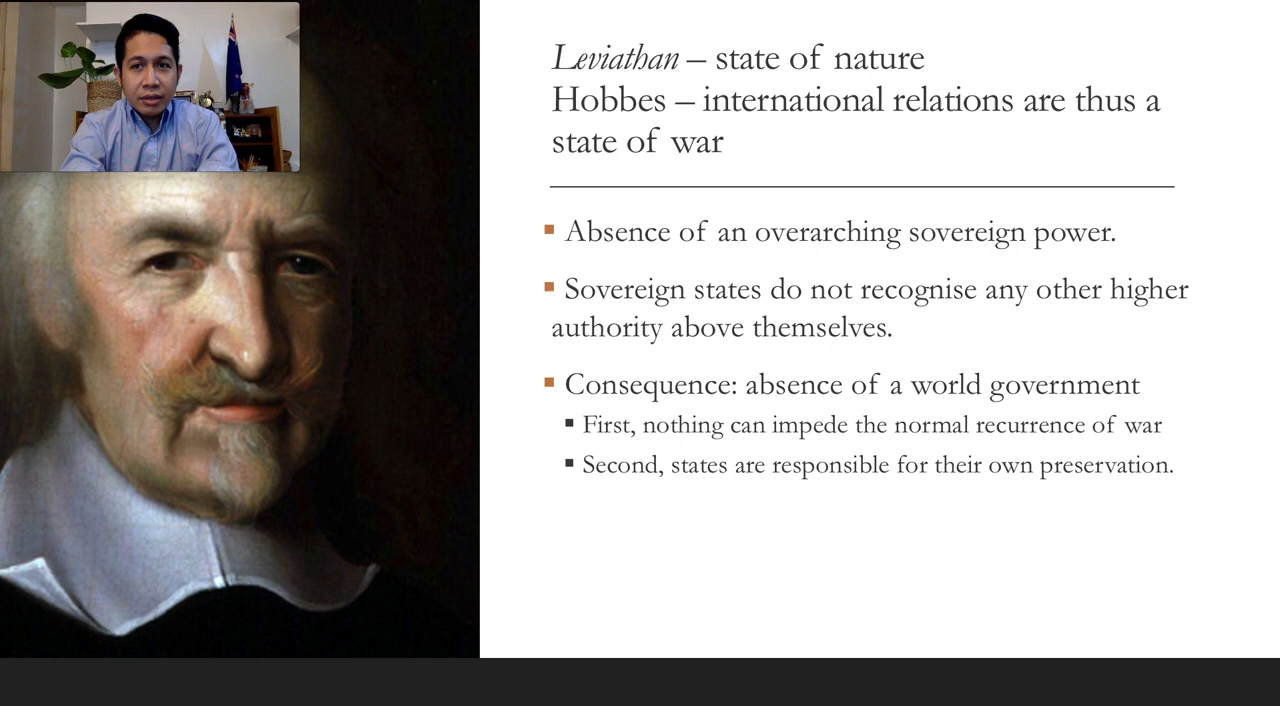 Leviathan – state of nature
Hobbes – international relations are thus a
state of war
Absence of an overarching sovereign power.
Sovereign states do not recognise any other higher
authority above themselves.
Consequence: absence of a world government
First, nothing can impede the normal recurrence of war
Second, states are responsible for their own preservation.